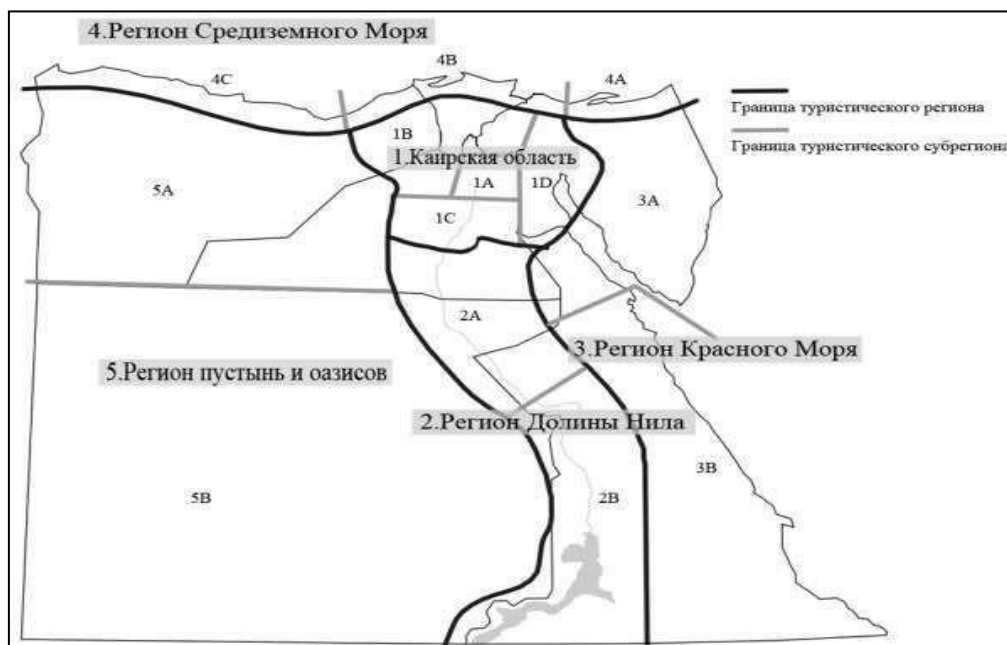 4.Регион Средиземного Моря
4B
4C
4A
Граница туристического региона
1B
Граница туристического субрегиона
1.Каирская область
1A
1D
5A
3A
1C
2A
3.Регион Красного Моря
5.Регион пустынь и оазисов
2.Регион Долины Нила
3B
5B
2B